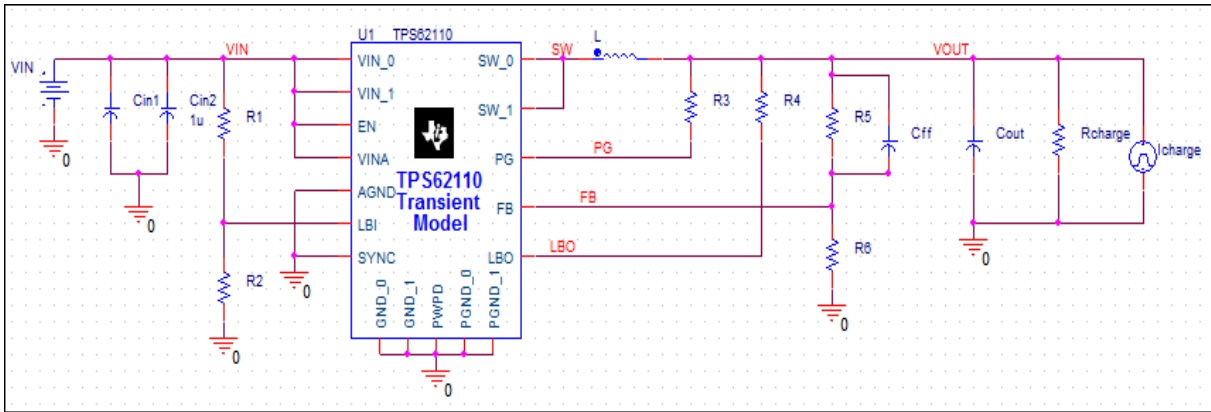 U1 TPS62110
VIN
VIN
Cin1
Cin2
1u
R1
R2
0
0
0
0
VIN_0
VIN_1
EN
VINA
AGND
LBI
SYNC
SW_0
SW_1
PG
FB
LBO
TPS62110
Transient
Model
GND_0
GND_1
PWPD
PGND_0
PGND_1
0
SW
L
PG
FB
LBO
R3
R4
VOUT
R5
Cff
R6
0
Cout
Rcharge
Icharge
0